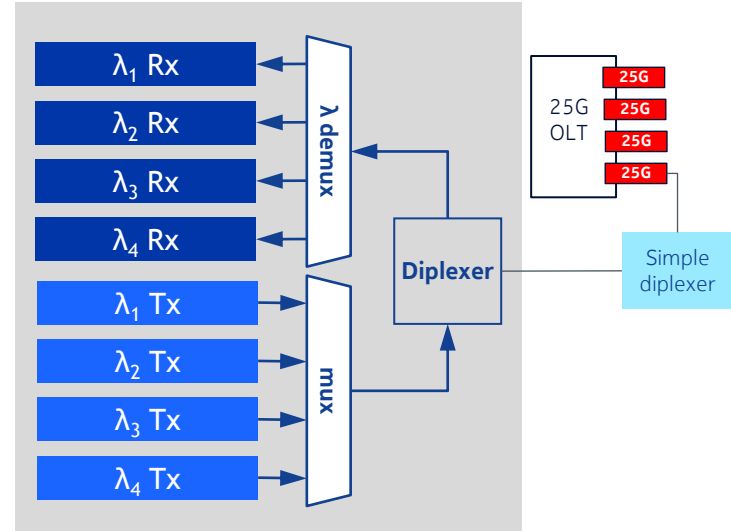 λ₁ Rx
λ₂ Rx
λ₃ Rx
λ₄ Rx
λ demux
λ₁ Tx
λ₂ Tx
λ₃ Tx
λ₄ Tx
mux
Diplexer
25G
OLT
25G
25G
25G
25G
Simple
diplexer